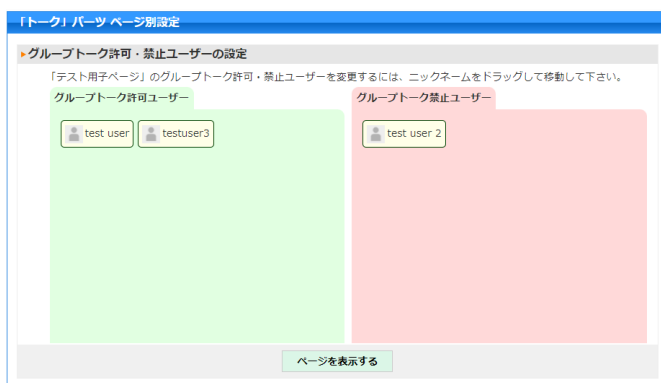 「トーク」パーツ ページ別設定
グループトーク許可・禁止ユーザーの設定
「テスト用子ページ」のグループトーク許可・禁止ユーザーを変更するには、ニックネームをドラッグして移動して下さい。
グループトーク許可ユーザー
グループトーク禁止ユーザー
test user
testuser3
test user 2
ページを表示する